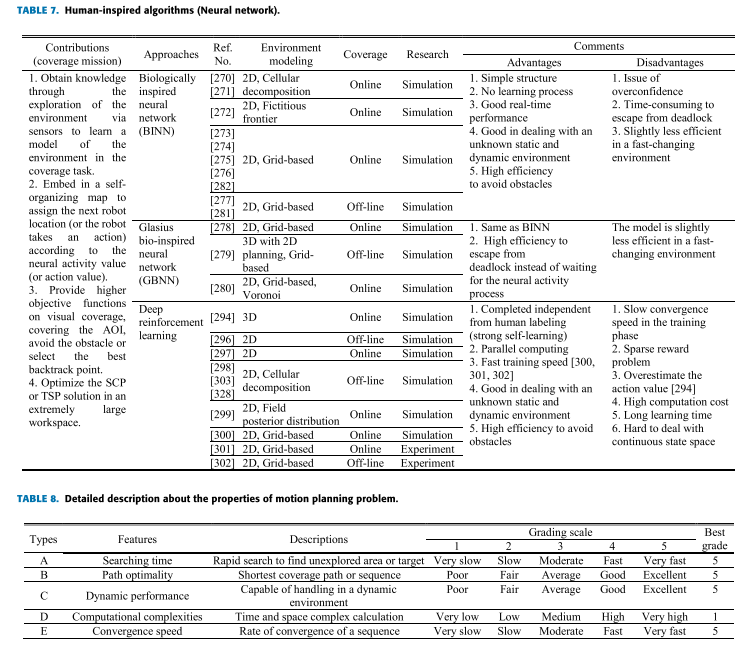 TABLE 7. Human-inspired algorithms (Neural network).
Contributions
(coverage mission)
Approaches
Ref.
No.
Environment
modeling
Coverage
Research
Comments
Advantages
Disadvantages
1. Obtain knowledge
through the
exploration of the
environment via
sensors to learn a
model of the
environment in the
coverage task.
2. Embed in a self-
organizing map to
assign the next robot
location (or the robot
takes an action)
according to the
neural activity value
(or action value).
3. Provide higher
objective functions
on visual coverage,
covering the AOI,
avoid the obstacle or
select the best
backtrack point.
4. Optimize the SCP
or TSP solution in an
extremely large
workspace.
Biologically
inspired
neural
network
(BINN)
[270]
[271]
2D, Cellular
decomposition
Online
Simulation
[272]
2D, Fictitious
frontier
Online
Simulation
[273]
[274]
[275]
[276]
[282]
2D, Grid-based
Online
Simulation
[277]
[281]
2D, Grid-based
Off-line
Simulation
1. Simple structure
2. No learning process
3. Good real-time
performance
4. Good in dealing with an
unknown static and
dynamic environment
5. High efficiency
to avoid obstacles
1. Issue of
overconfidence
2. Time-consuming to
escape from deadlock
3. Slightly less efficient
in a fast-changing
environment
Glasius
bio-inspired
neural
network
(GBNN)
[278] 2D, Grid-based Online Simulation
[279]
3D with 2D
planning, Grid-
based
Off-line
Simulation
[280]
2D, Grid-based,
Voronoi
Online
Simulation
1. Same as BINN
2. High efficiency to
escape from
deadlock instead of waiting
for the neural activity
process
The model is slightly
less efficient in a fast-
changing environment
Deep
reinforcement
learning
[294] 3D Online Simulation
[296] 2D Off-line Simulation
[297] 2D Online Simulation
[298]
[303]
[328]
2D, Cellular
decomposition
Off-line
Simulation
[299]
2D, Field
posterior distribution
Online
Simulation
[300] 2D, Grid-based Online Simulation
[301] 2D, Grid-based Online Experiment
[302] 2D, Grid-based Off-line Experiment
1. Completed independent
from human labeling
(strong self-learning)
2. Parallel computing
3. Fast training speed [300,
301, 302]
4. Good in dealing with an
unknown static and
dynamic environment
5. High efficiency to avoid
obstacles
1. Slow convergence
speed in the training
phase
2. Sparse reward
problem
3. Overestimate the
action value [294]
4. High computation cost
5. Long learning time
6. Hard to deal with
continuous state space
TABLE 8. Detailed description about the properties of motion planning problem.
Types
Features
Descriptions
Grading scale
1 2 3 4 5
Best
grade
A Searching time Rapid search to find unexplored area or target Very slow Slow Moderate Fast Very fast 5
B Path optimality Shortest coverage path or sequence Poor Fair Average Good Excellent 5
C Dynamic performance
Capable of handling in a dynamic
environment
Poor Fair Average Good Excellent 5
D Computational complexities Time and space complex calculation Very low Low Medium High Very high 1
E Convergence speed Rate of convergence of a sequence Very slow Slow Moderate Fast Very fast 5